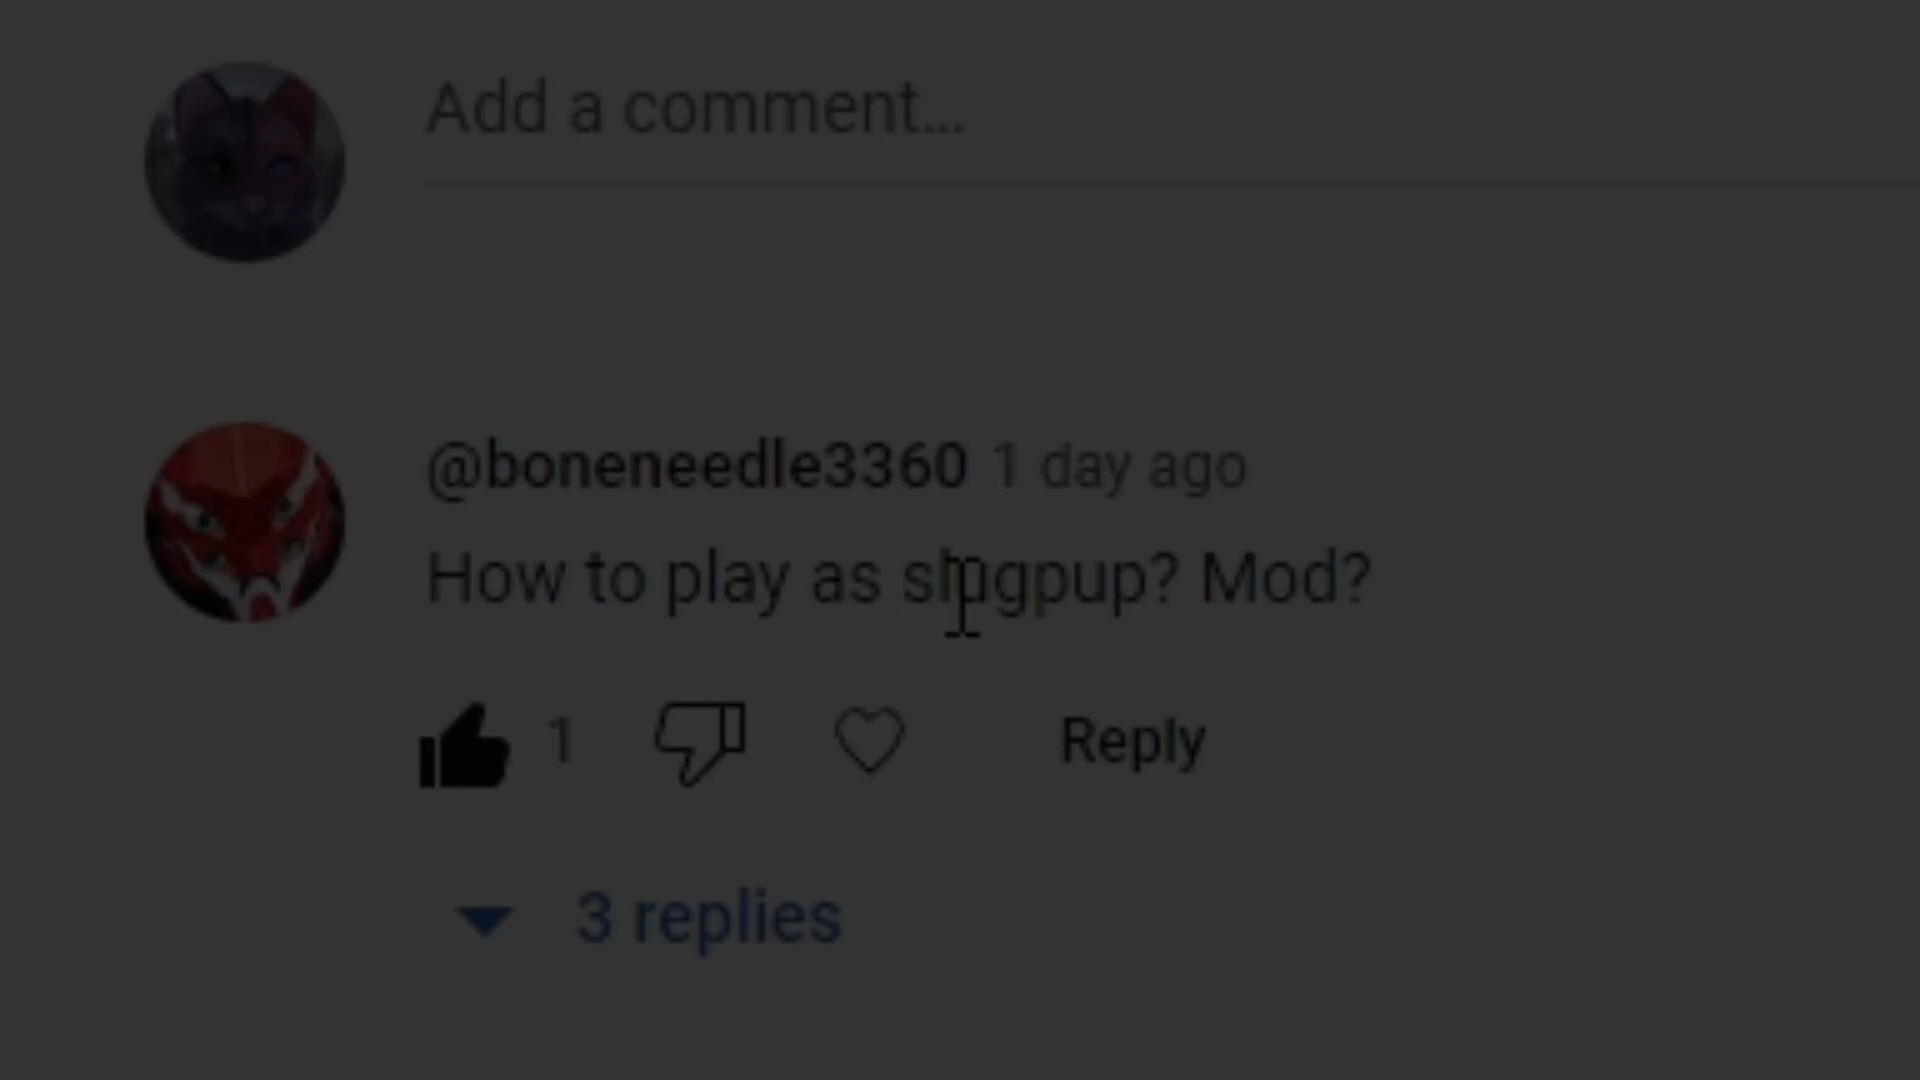 Add a comment...
@boneneedle3360 1 day ago
How to play as slugpup? Mod?
1 Reply
3 replies